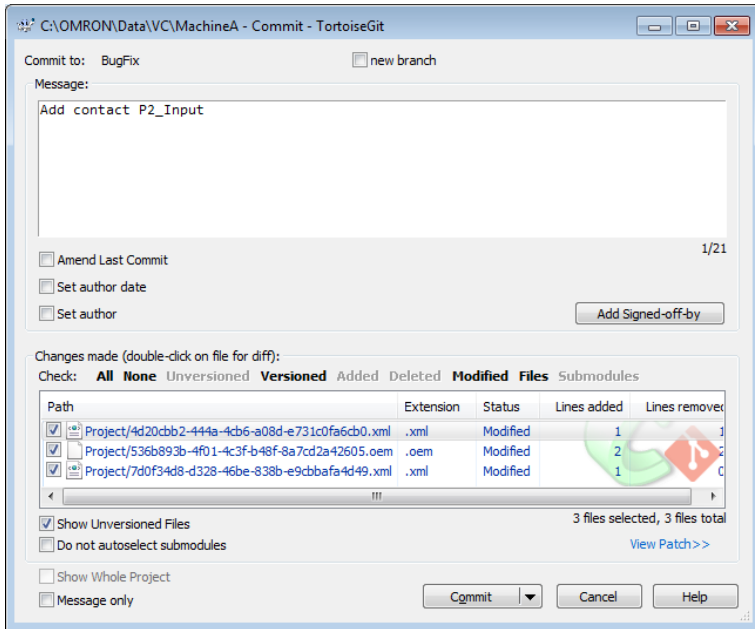 C:\OMRON\Data\VC\MachineA - Commit - TortoiseGit
Commit to: BugFix new branch
Message:
Add contact P2_Input
1/21
Amend Last Commit
Set author date
Set author Add Signed-off-by
Changes made (double-click on file for diff):
Check: All None Unversioned Versioned Added Deleted Modified Files Submodules
Path Extension Status Lines added Lines removed
Project/4d20cbb2-444a-4cb6-a08d-e731c0fa6cb0.xml .xml Modified 1 1
Project/536b893b-4f01-4c3f-b48f-8a7cd2a42605.oem .oem Modified 2 2
Project/7d0f34d8-d328-46be-838b-e9cbbafa4d49.xml .xml Modified 1 0
Show Unversioned Files 3 files selected, 3 files total
Do not autoselect submodules View Patch>>
Show Whole Project
Message only Commit Cancel Help